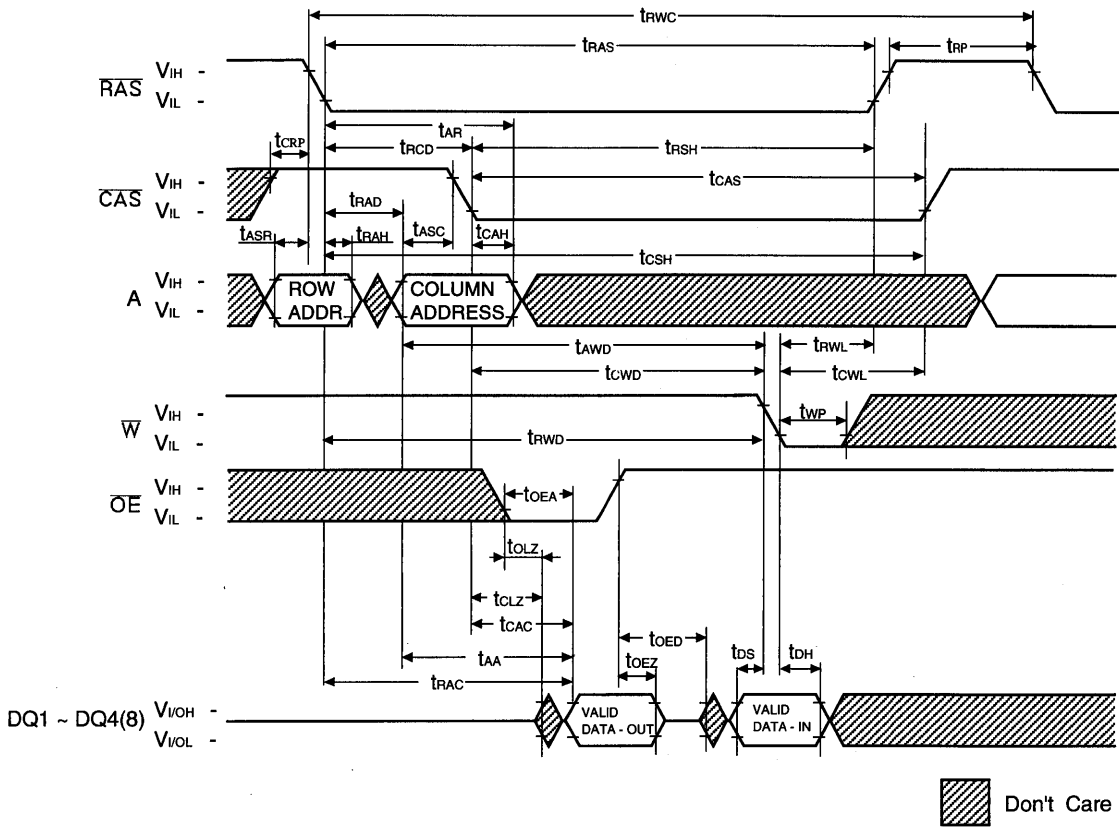 tRWC
tRAS
tRP
RAS
VIH -
VIL -
tAR
tCRP
tRCD
tRSH
CAS
VIH -
VIL -
tCAS
tRAD
tASR
tRAH
tASC
tCAH
tCSH
A
VIH -
VIL -
ROW
ADDR
COLUMN
ADDRESS
tAWD
tRWL
tCWD
tCWL
W
VIH -
VIL -
tWP
tRWD
OE
VIH -
VIL -
tOEA
tOLZ
tCLZ
tCAC
tOED
tDS
tDH
tAA
tOEZ
tRAC
DQ1 ~ DQ4(8)
VI/OH -
VI/OL -
VALID
DATA - OUT
VALID
DATA - IN
Don't Care